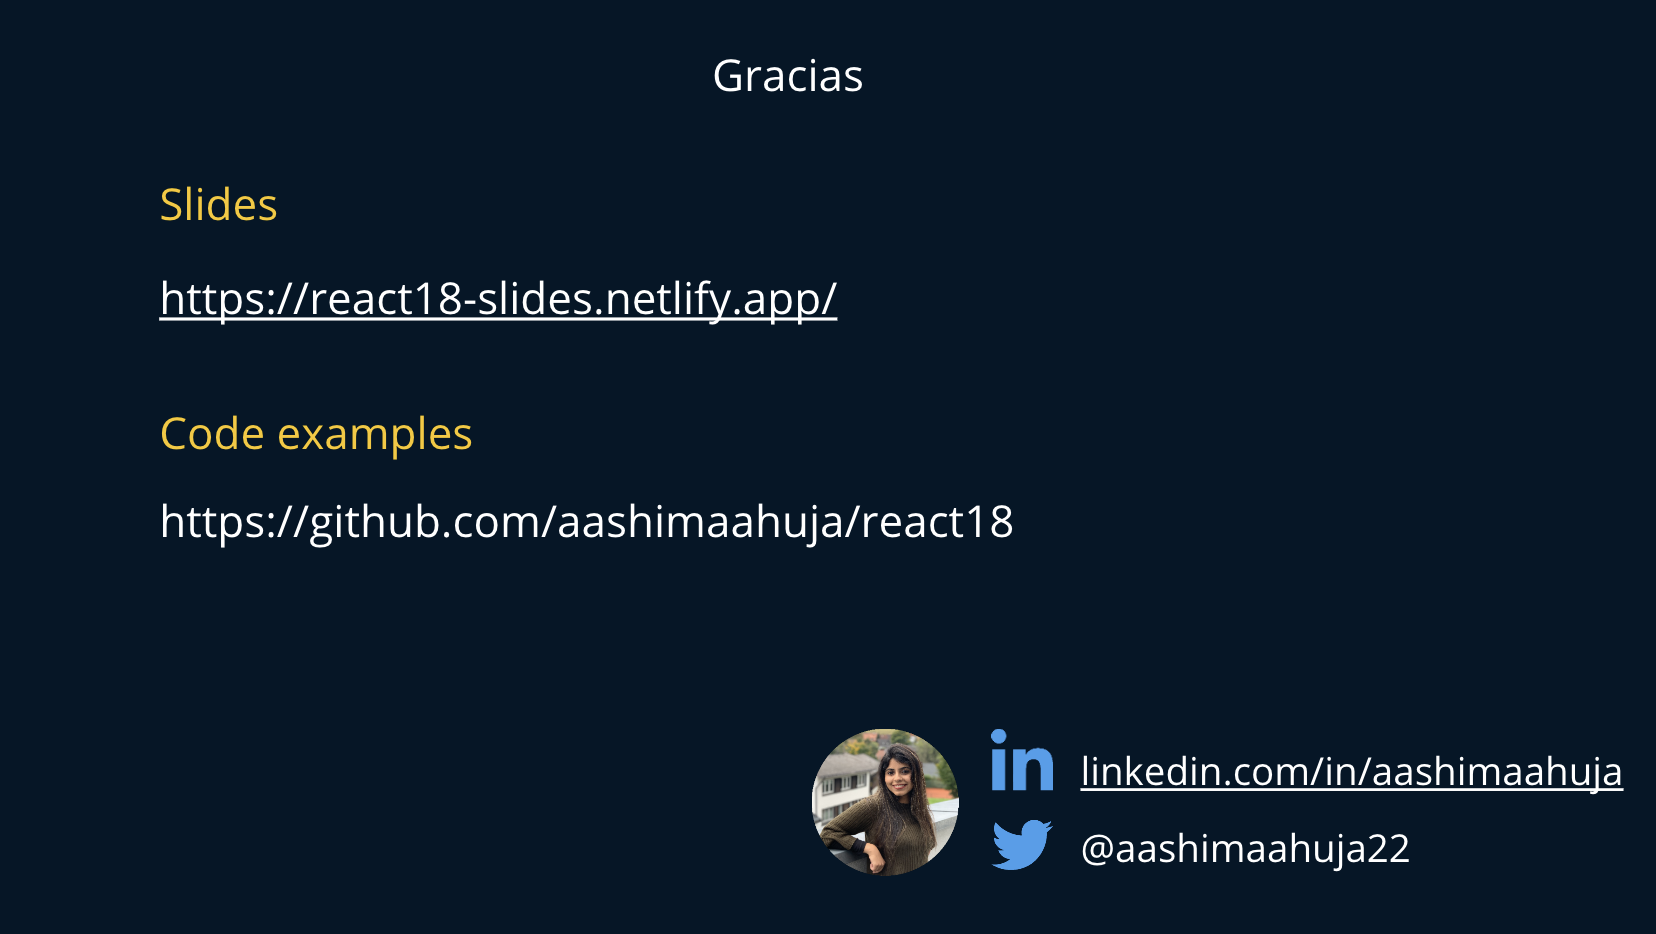 Gracias
Slides
https://react18-slides.netlify.app/
Code examples
https://github.com/aashimaahuja/react18
in linkedin.com/in/aashimaahuja
@aashimaahuja22